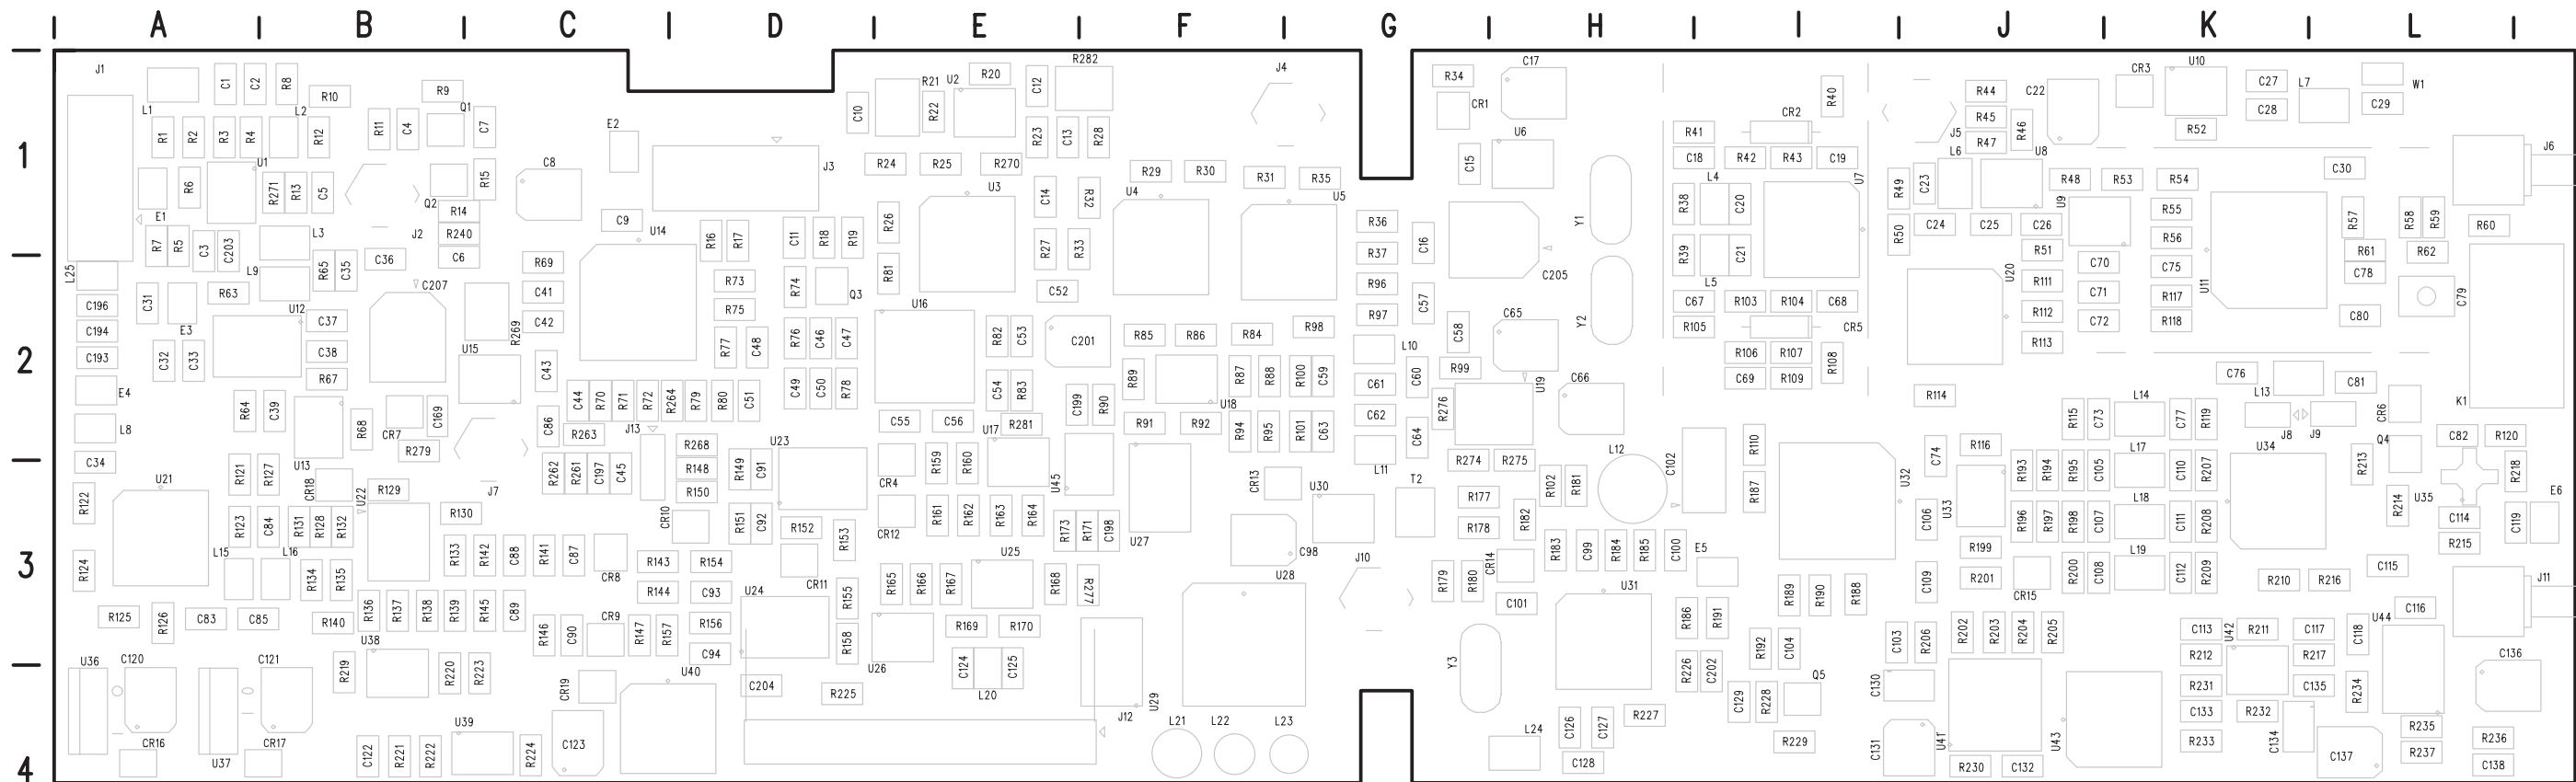 A B C D E F G H I J K L
J1 C1 C2 R8 R10 R9 R21 U2 R20 C12 R282 J4 R34 C17 R40 R44 C22 CR3 U10 C27 L7 W1
L1 L2 Q1 C10 R22 CR1 CR2 R45 C28 C29
R1 R2 R3 R4 R12 R11 C4 C7 E2 R23 C13 R28 U6 R41 J5 R46 R52
1 U1 C8 J3 R24 R25 R270 R29 R30 R31 R35 C15 C18 R42 R43 C19 L6 R47 U8 C30 J6
R6 R271 R13 C5 R15 U3 C14 R32 U4 U5 L4 U7 R49 C23 R48 R53 R54
E1 Q2 R14 C9 R26 R36 Y1 R38 C20 C24 C25 C26 U9 R55 R57 R58 R59 R60
R7 R5 C3 C203 L3 J2 R240 U14 R16 R17 C11 R18 R19 R27 R33 R37 C16 R39 C21 R50 R51 R56 R61 R62
L25 L9 R65 C35 C36 C6 R69 R81 C205 U20 C70 C75 C78
C196 C31 R63 C207 C41 R73 R74 Q3 C52 R96 C57 L5 R111 C71 U11 R117 C79
C194 E3 U12 C37 R269 C42 R75 U16 R97 C65 Y2 C67 R103 R104 C68 R112 C72 R118 C80
2 C193 C32 C33 C38 U15 C43 R77 C48 R76 C46 C47 R82 C53 C201 R85 R86 R84 R98 L10 C58 R105 R106 R107 CR5 R108 R113
E4 R67 R89 R87 R88 R100 C59 C61 C60 R99 U19 C66 C69 R109 C76 L13 C81
L8 R64 C39 R68 CR7 C169 C86 C44 R70 R71 R72 R264 R79 R80 C51 C49 C50 R78 C55 C56 C54 R83 C199 R90 R91 R92 U18 C62 R276 R114 L14 CR6 K1
C34 U13 R279 R263 J13 R268 U23 U17 R281 R94 R95 R101 C63 C64 L12 R110 R116 R115 C73 C77 R119 J8 J9 Q4 C82 R120
U21 R121 R127 CR18 U22 R129 J7 R262 R261 C197 C45 R148 R149 C91 CR4 R159 R160 U45 CR13 U30 L11 R274 R275 C102 U32 C74 R193 R194 R195 C105 L17 C110 R207 U34 R213 R218
R122 R123 C84 R131 R128 R132 R130 R150 CR10 R151 C92 R152 R153 CR12 R161 R162 R163 R164 R173 R171 C198 U27 T2 R177 R102 R181 R187 U33 L18 R214 U35 E6
3 R124 L15 L16 R133 R142 C88 R141 C87 R143 R154 U25 C98 J10 R178 R182 CR14 R183 C99 R184 R185 C100 E5 C106 R196 R197 R198 C107 L19 C111 R208 C114 C119 R215
R134 R135 CR8 R144 C93 U24 CR11 R155 R165 R166 R167 R168 R277 U28 R179 R180 U31 R189 R190 R188 C109 R199 R201 CR15 R200 C108 C112 R209 R210 R216 C115 J11
R125 R126 C83 C85 R140 R136 R137 R138 R139 R145 C89 R146 C90 CR9 R147 R157 R156 R158 R169 R170 C101 R186 R191 R202 R203 R204 R205 C113 U42 R211 C117 C118 U44 C116
U36 C120 C121 R219 U38 R220 R223 CR19 U40 C94 C204 R225 U26 C124 C125 L20 Y3 R226 C202 R192 C104 C103 R206 R212 R217 C136
CR16 U37 CR17 C122 R221 R222 U39 R224 C123 J12 U29 L21 L22 L23 L24 C126 C127 R227 C129 R228 Q5 C130 R231 C135 R234
4 C128 R229 C131 U41 R230 C132 U43 C133 R232 R233 C134 C137 R235 R237 R236 C138